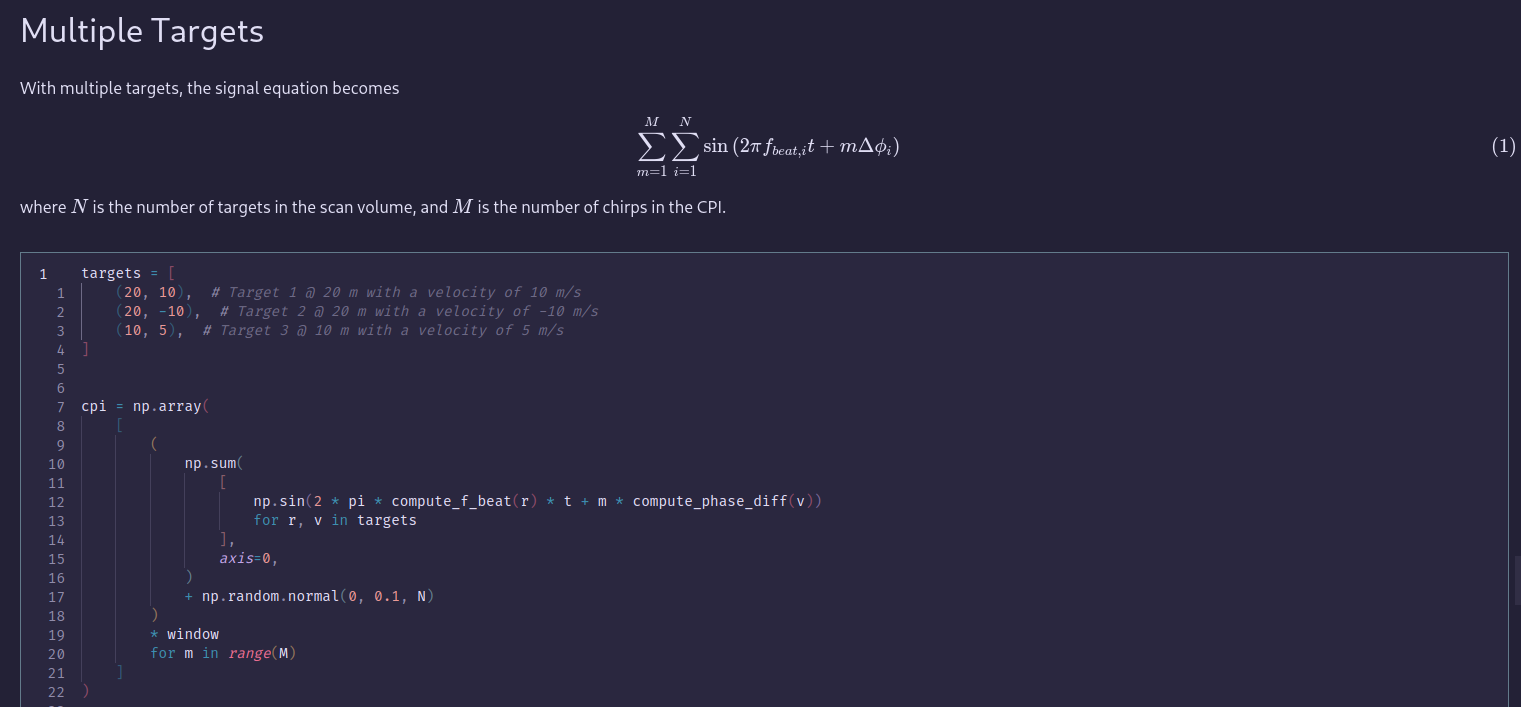 Multiple Targets
With multiple targets, the signal equation becomes
$$\sum_{m=1}^{M} \sum_{i=1}^{N} \sin\left(2\pi f_{beat,i} t + m\Delta\phi_i\right)$$ (1)
where N is the number of targets in the scan volume, and M is the number of chirps in the CPI.
1 targets = [
1     (20, 10),  # Target 1 @ 20 m with a velocity of 10 m/s
2     (20, -10),  # Target 2 @ 20 m with a velocity of -10 m/s
3     (10, 5),  # Target 3 @ 10 m with a velocity of 5 m/s
4 ]
5
6
7 cpi = np.array(
8     [
9         (
10             np.sum(
11                 [
12                     np.sin(2 * pi * compute_f_beat(r) * t + m * compute_phase_diff(v))
13                     for r, v in targets
14                 ],
15                 axis=0,
16             )
17             + np.random.normal(0, 0.1, N)
18         )
19         * window
20         for m in range(M)
21     ]
22 )